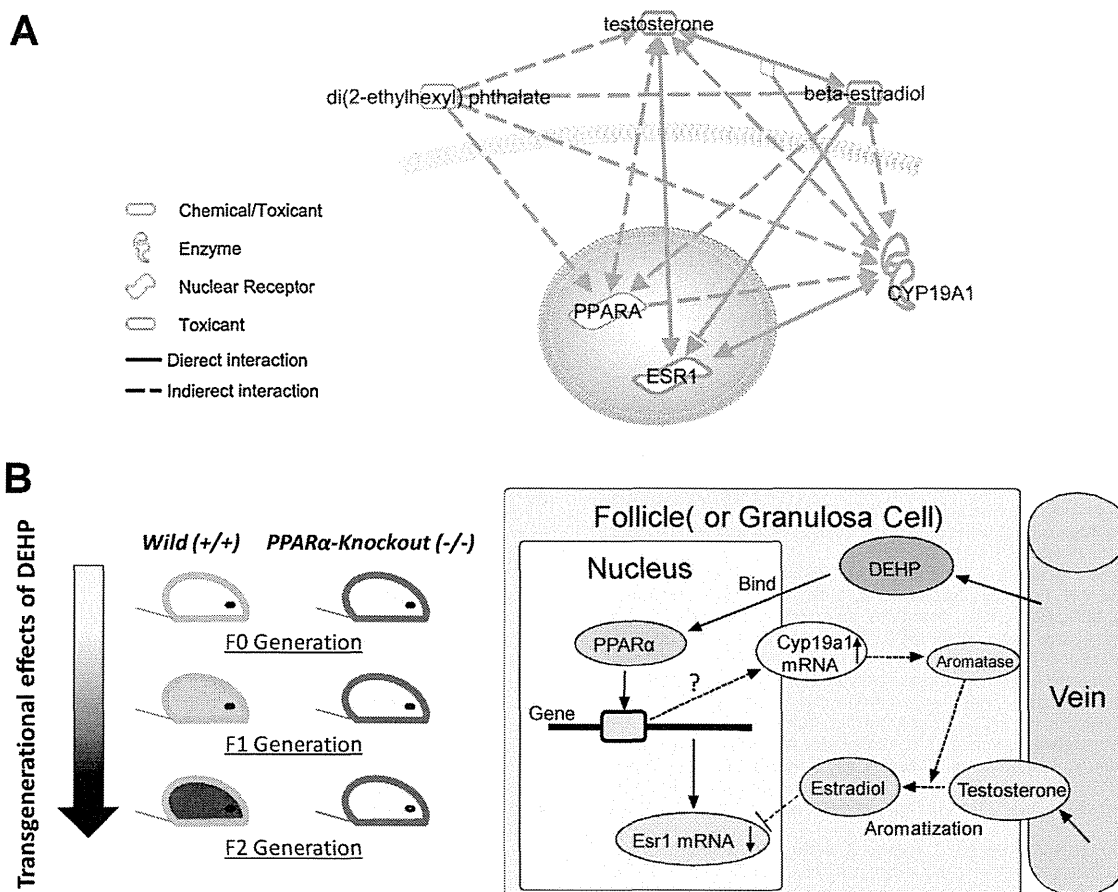 A
testosterone
di(2-ethylhexyl) phthalate
beta-estradiol
Chemical/Toxicant
Enzyme
Nuclear Receptor
Toxicant
Dierect interaction
Indierect interaction
PPARA
CYP19A1
ESR1
B
Transgenerational effects of DEHP
Wild (+/+)
PPARα-Knockout (-/-)
F0 Generation
F1 Generation
F2 Generation
Follicle( or Granulosa Cell)
Nucleus
Bind
DEHP
PPARα
Cyp19a1
mRNA
Aromatase
?
Gene
Vein
Estradiol
Testosterone
Aromatization
Esr1 mRNA